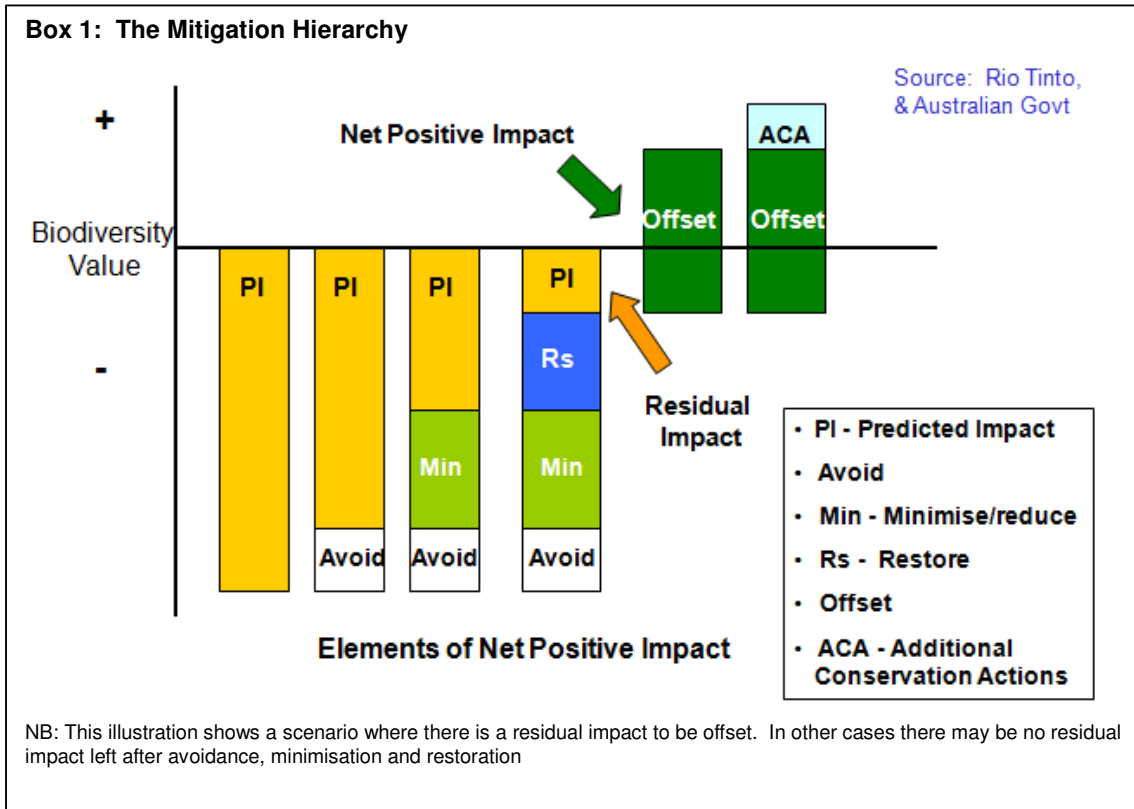 Box 1: The Mitigation Hierarchy
Source: Rio Tinto,
& Australian Govt
+
Net Positive Impact
ACA
Offset
Offset
Biodiversity
Value
PI
PI
PI
PI
-
Rs
Residual
Impact
Min
Min
Avoid
Avoid
Avoid
• PI - Predicted Impact
• Avoid
• Min - Minimise/reduce
• Rs - Restore
• Offset
• ACA - Additional
Conservation Actions
Elements of Net Positive Impact
NB: This illustration shows a scenario where there is a residual impact to be offset. In other cases there may be no residual
impact left after avoidance, minimisation and restoration